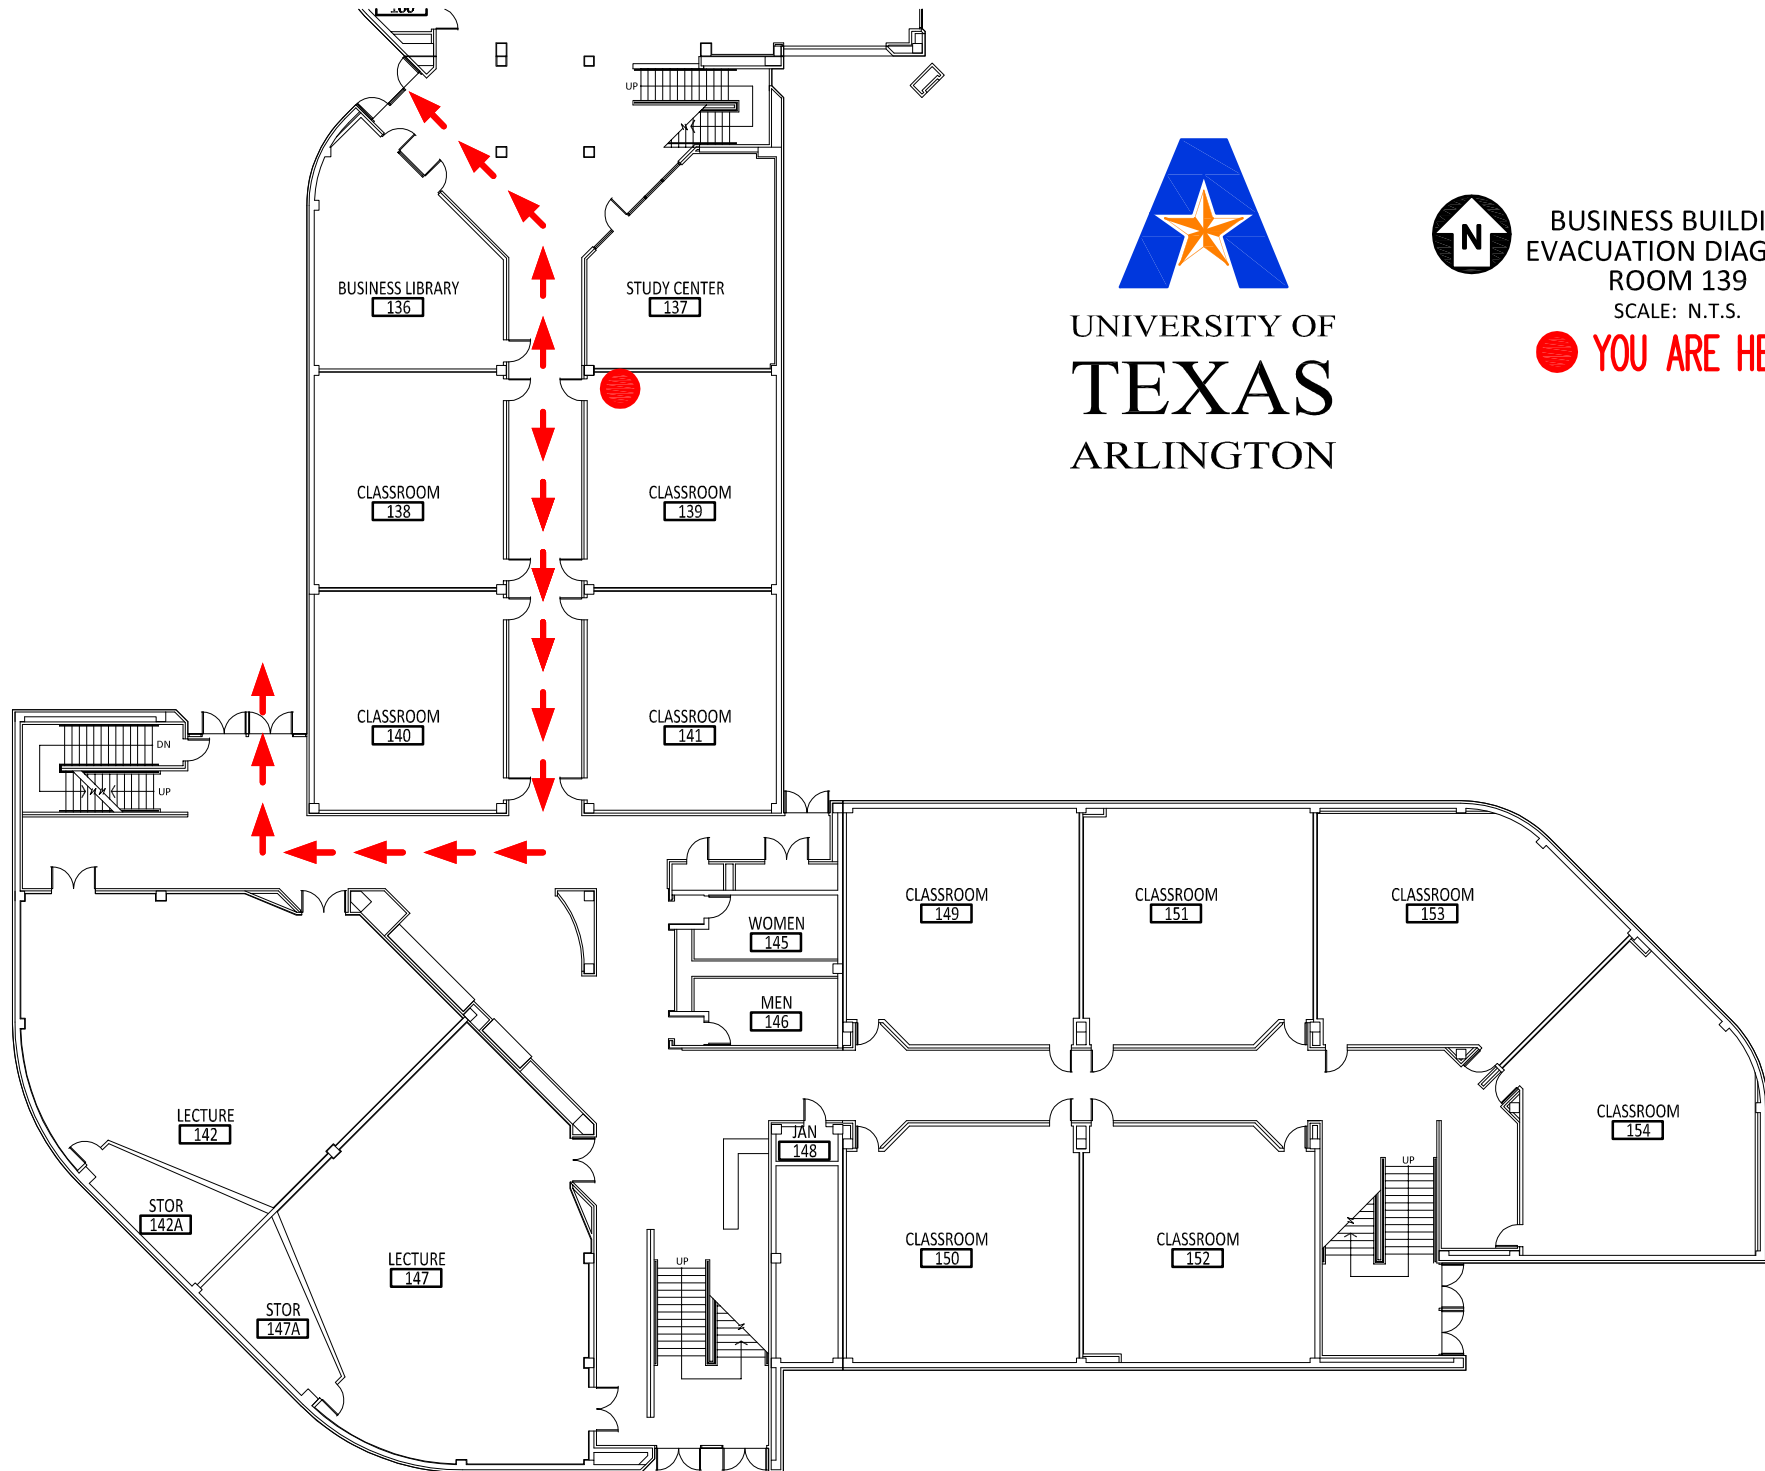 UP
UNIVERSITY OF
TEXAS
ARLINGTON
N
BUSINESS BUILDI
EVACUATION DIAG
ROOM 139
SCALE: N.T.S.
YOU ARE HE
BUSINESS LIBRARY
136
STUDY CENTER
137
CLASSROOM
138
CLASSROOM
139
CLASSROOM
140
CLASSROOM
141
DN
UP
CLASSROOM
149
CLASSROOM
151
CLASSROOM
153
WOMEN
145
MEN
146
LECTURE
142
JAN
148
CLASSROOM
154
STOR
142A
UP
LECTURE
147
UP
CLASSROOM
150
CLASSROOM
152
STOR
147A